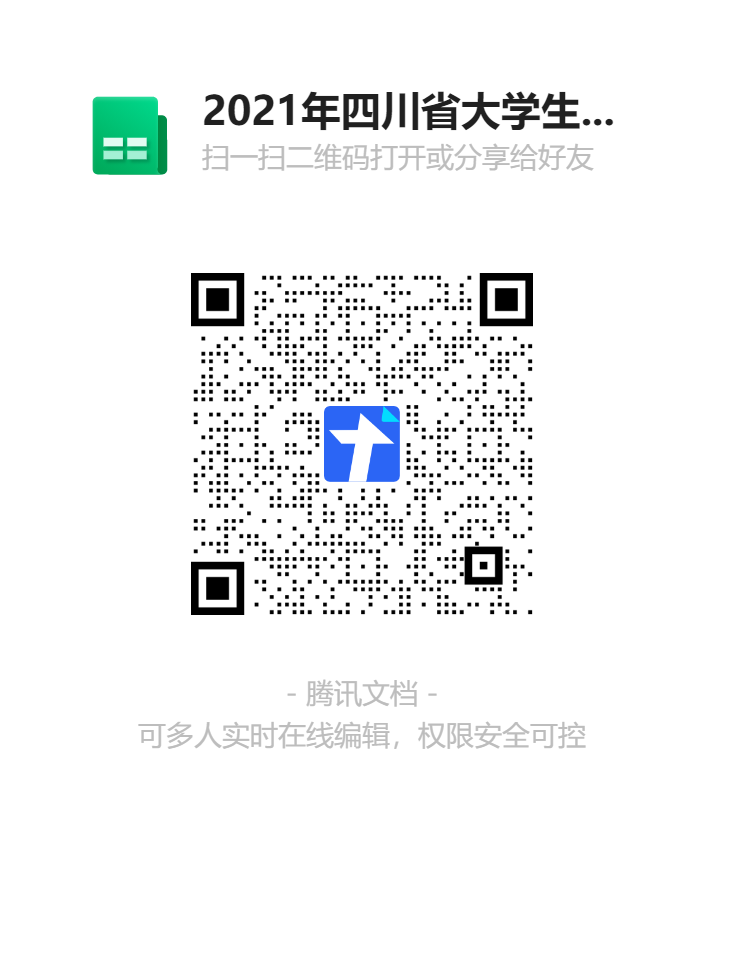 2021年四川省大学生...
扫一扫二维码打开或分享给好友
- 腾讯文档 -
可多人实时在线编辑，权限安全可控